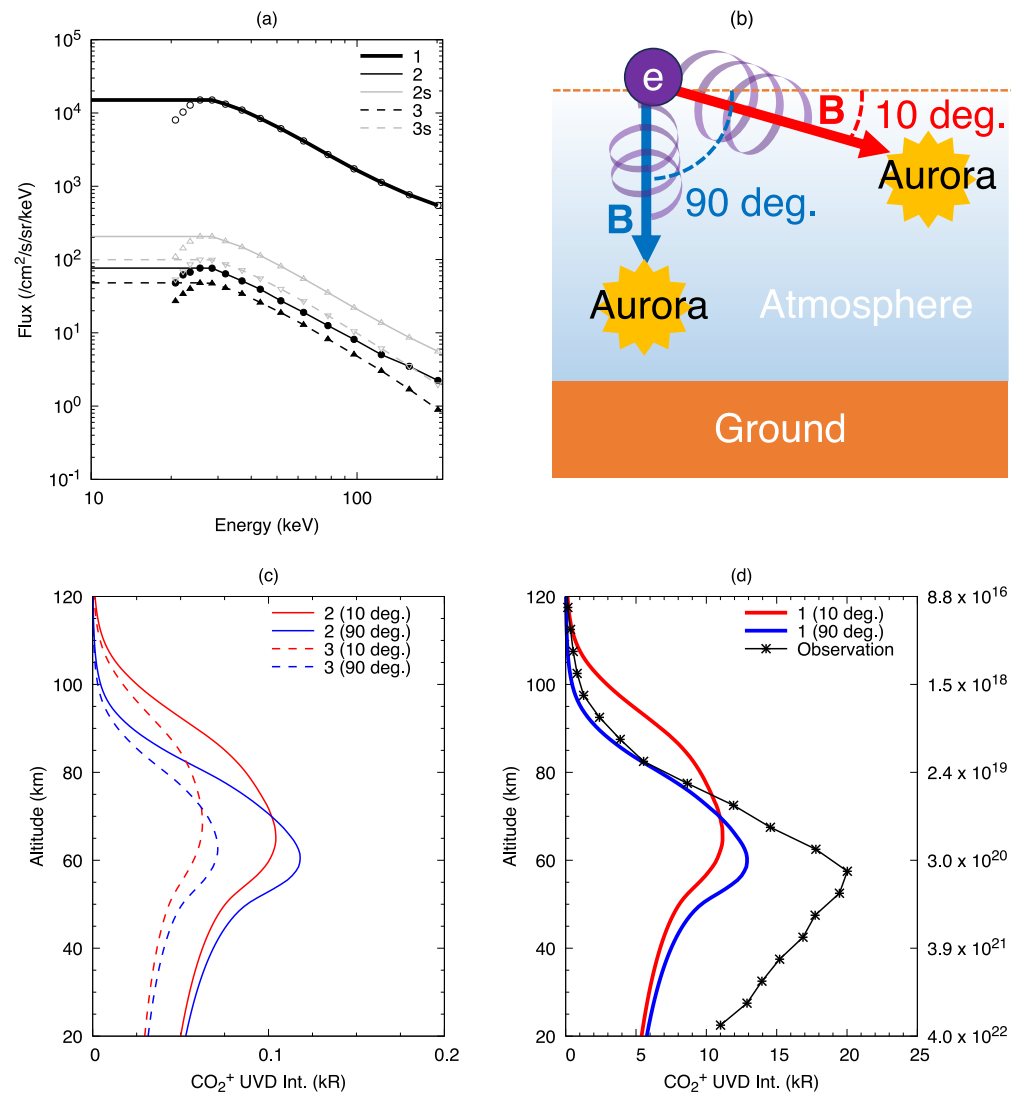 (a)
10^5
10^4
10^3
10^2
10^1
10^0
10^-1
Flux (/cm^2/s/sr/keV)
10
100
Energy (keV)
1
2
2s
3
3s
(b)
e
B
10 deg.
Aurora
90 deg.
B
Aurora
Atmosphere
Ground
(c)
120
100
80
60
40
20
Altitude (km)
0
0.1
0.2
CO2+ UVD Int. (kR)
2 (10 deg.)
2 (90 deg.)
3 (10 deg.)
3 (90 deg.)
(d)
120
100
80
60
40
20
Altitude (km)
0
5
10
15
20
25
CO2+ UVD Int. (kR)
1 (10 deg.)
1 (90 deg.)
Observation
8.8 x 10^16
1.5 x 10^18
2.4 x 10^19
3.0 x 10^20
3.9 x 10^21
4.0 x 10^22